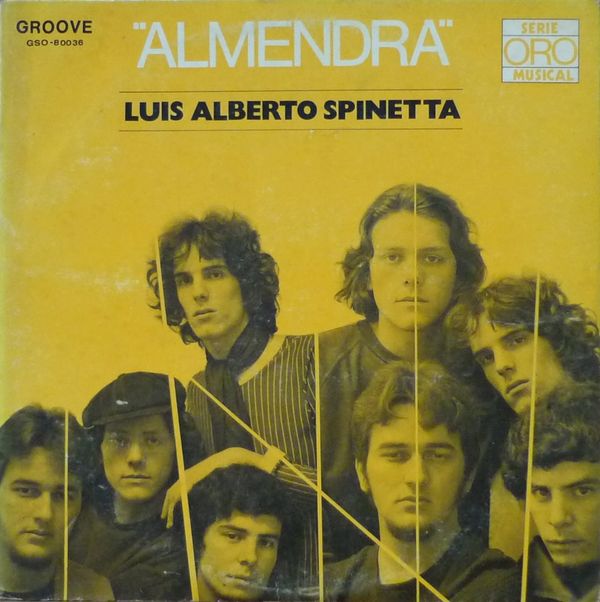 GROOVE
GSO-80036
"ALMENDRA"
SERIE
ORO
MUSICAL
LUIS ALBERTO SPINETTA